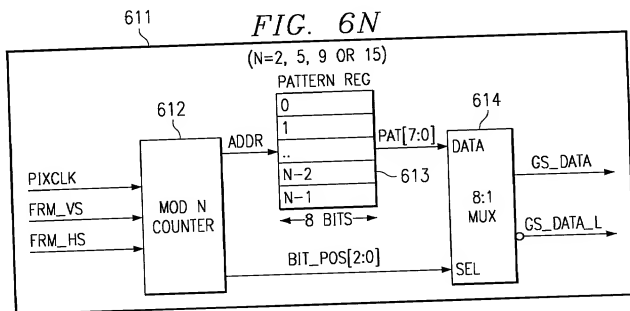 611
FIG. 6N
(N=2, 5, 9 OR 15)
PATTERN REG
0
1
..
N-2
N-1
8 BITS
612
ADDR
PAT[7:0]
613
614
PIXCLK
FRM_VS
FRM_HS
MOD N
COUNTER
BIT_POS[2:0]
DATA
8:1
MUX
SEL
GS_DATA
GS_DATA_L